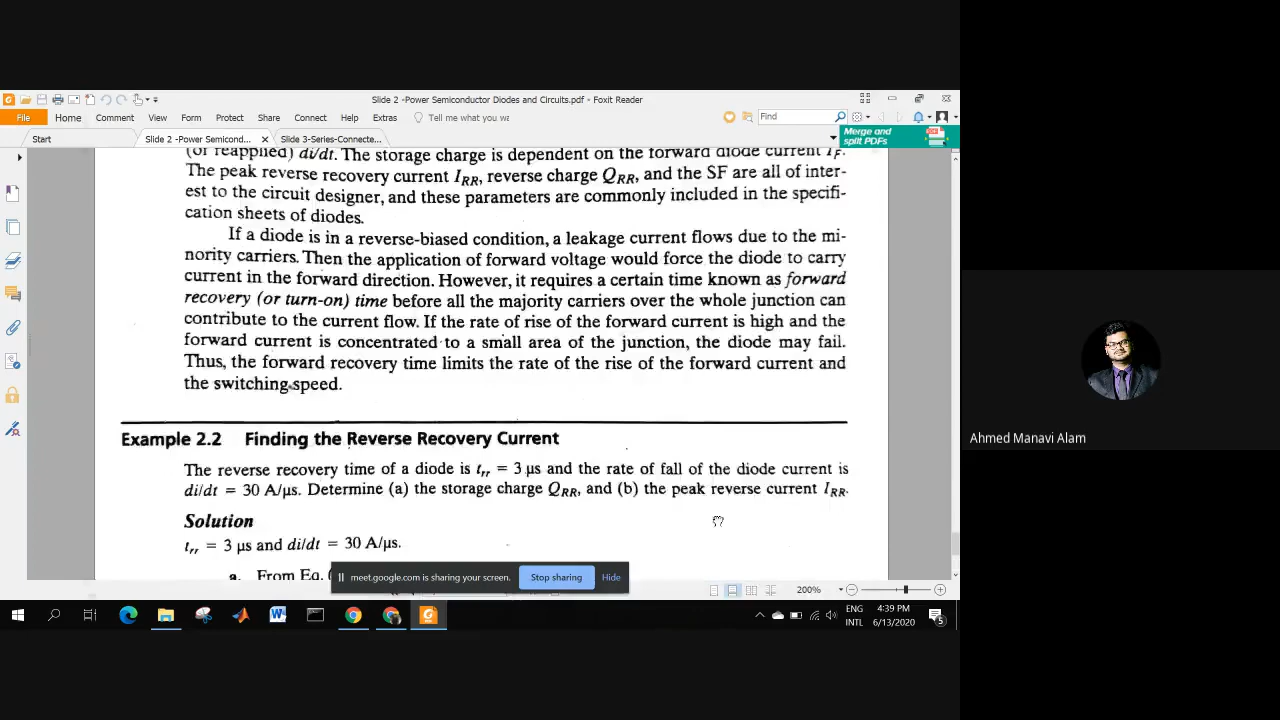 Slide 2 -Power Semiconductor Diodes and Circuits.pdf - Foxit Reader
File Home Comment View Form Protect Share Connect Help Extras Tell me what you Find
Merge and
split PDFs
Start Slide 2 -Power Semicond... Slide 3-Series-Connecte...
(or reapplied) di/dt. The storage charge is dependent on the forward diode current IF.
The peak reverse recovery current IRR, reverse charge QRR, and the SF are all of inter-
est to the circuit designer, and these parameters are commonly included in the specifi-
cation sheets of diodes.
If a diode is in a reverse-biased condition, a leakage current flows due to the mi-
nority carriers. Then the application of forward voltage would force the diode to carry
current in the forward direction. However, it requires a certain time known as forward
recovery (or turn-on) time before all the majority carriers over the whole junction can
contribute to the current flow. If the rate of rise of the forward current is high and the
forward current is concentrated to a small area of the junction, the diode may fail.
Thus, the forward recovery time limits the rate of the rise of the forward current and
the switching speed.
Example 2.2 Finding the Reverse Recovery Current
The reverse recovery time of a diode is trr = 3 μs and the rate of fall of the diode current is
di/dt = 30 A/μs. Determine (a) the storage charge QRR, and (b) the peak reverse current IRR.
Solution
trr = 3 μs and di/dt = 30 A/μs.
a. From Eq. (
meet.google.com is sharing your screen. Stop sharing Hide
200%
ENG
INTL
4:39 PM
6/13/2020
5
Ahmed Manavi Alam